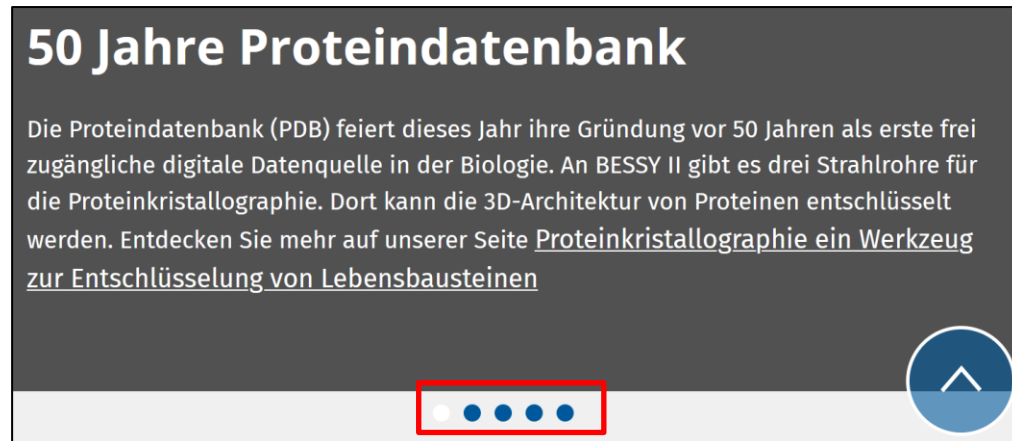 50 Jahre Proteindatenbank
Die Proteindatenbank (PDB) feiert dieses Jahr ihre Gründung vor 50 Jahren als erste frei
zugängliche digitale Datenquelle in der Biologie. An BESSY II gibt es drei Strahlrohre für
die Proteinkristallographie. Dort kann die 3D-Architektur von Proteinen entschlüsselt
werden. Entdecken Sie mehr auf unserer Seite Proteinkristallographie ein Werkzeug
zur Entschlüsselung von Lebensbausteinen